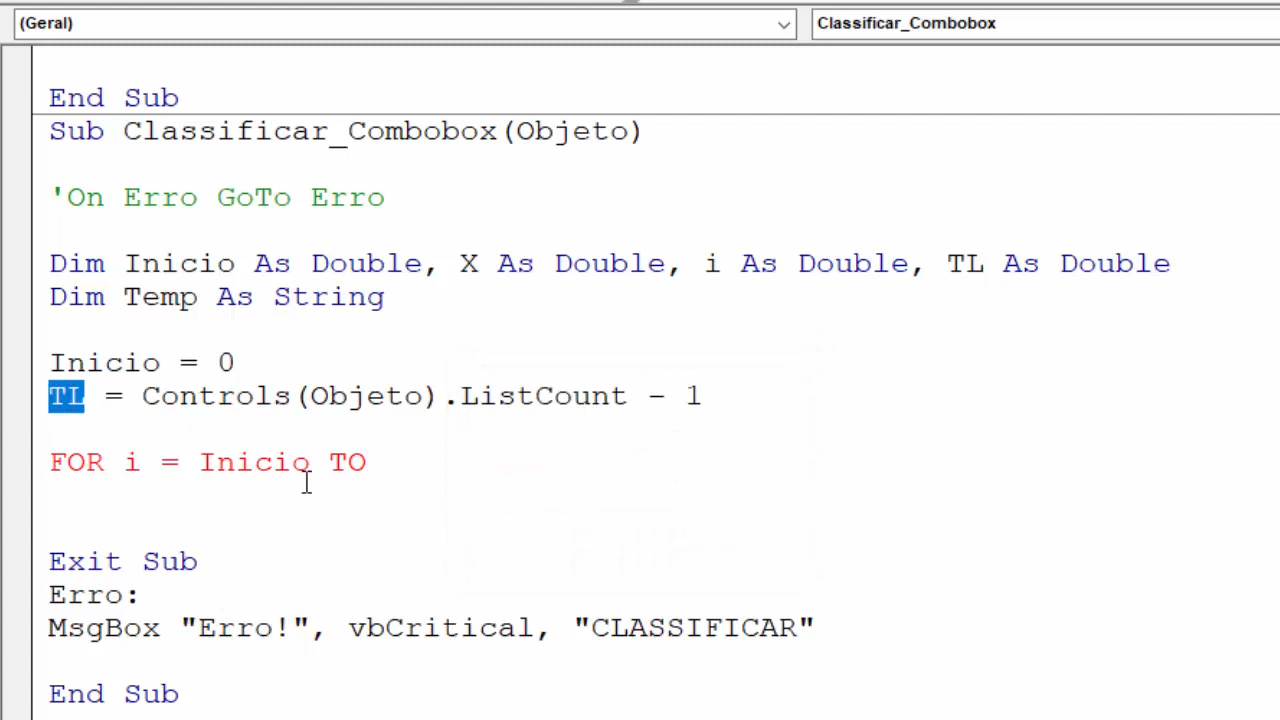 (Geral)
Classificar_Combobox
End Sub
Sub Classificar_Combobox(Objeto)
'On Erro GoTo Erro
Dim Inicio As Double, X As Double, i As Double, TL As Double
Dim Temp As String
Inicio = 0
TL = Controls(Objeto).ListCount - 1
FOR i = Inicio TO
Exit Sub
Erro:
MsgBox "Erro!", vbCritical, "CLASSIFICAR"
End Sub